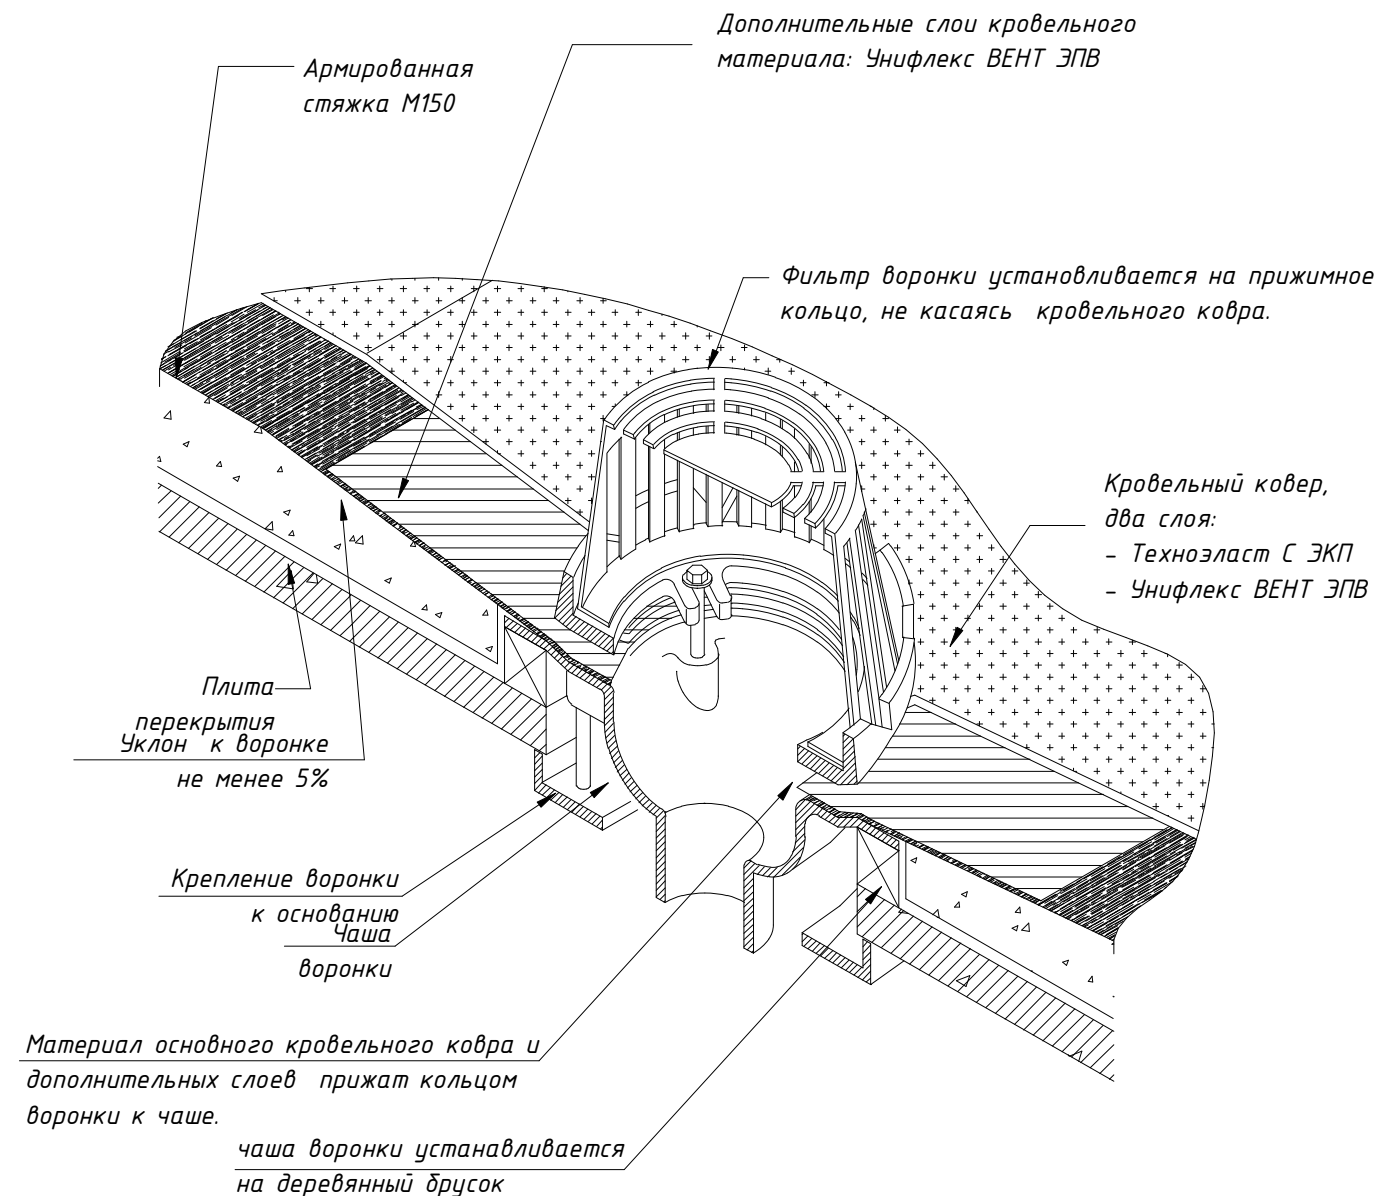 Дополнительные слои кровельного
материала: Унифлекс ВЕНТ ЭПВ
Армированная
стяжка М150
Фильтр воронки установливается на прижимное
кольцо, не касаясь кровельного ковра.
Кровельный ковер,
два слоя:
- Техноэласт С ЭКП
- Унифлекс ВЕНТ ЭПВ
Плита
перекрытия
Уклон к воронке
не менее 5%
Крепление воронки
к основанию
Чаша
воронки
Материал основного кровельного ковра и
дополнительных слоев прижат кольцом
воронки к чаше.
чаша воронки устанавливается
на деревянный брусок